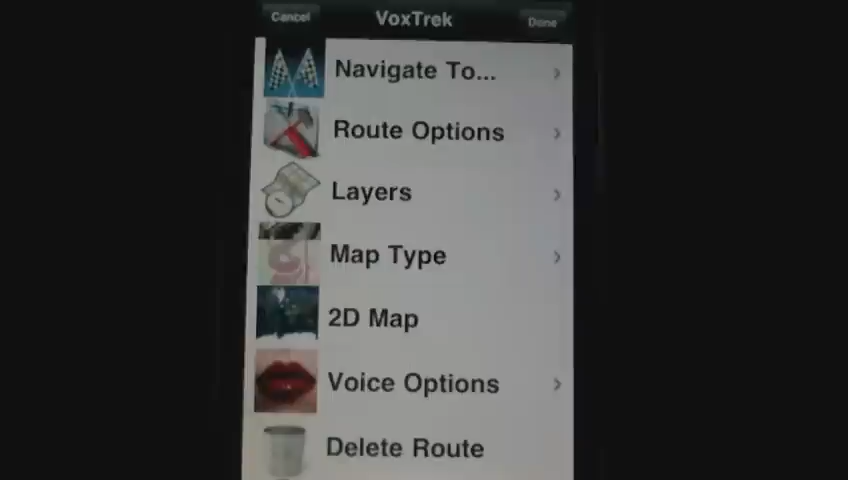 Cancel VoxTrek Done
Navigate To...
Route Options
Layers
Map Type
2D Map
Voice Options
Delete Route